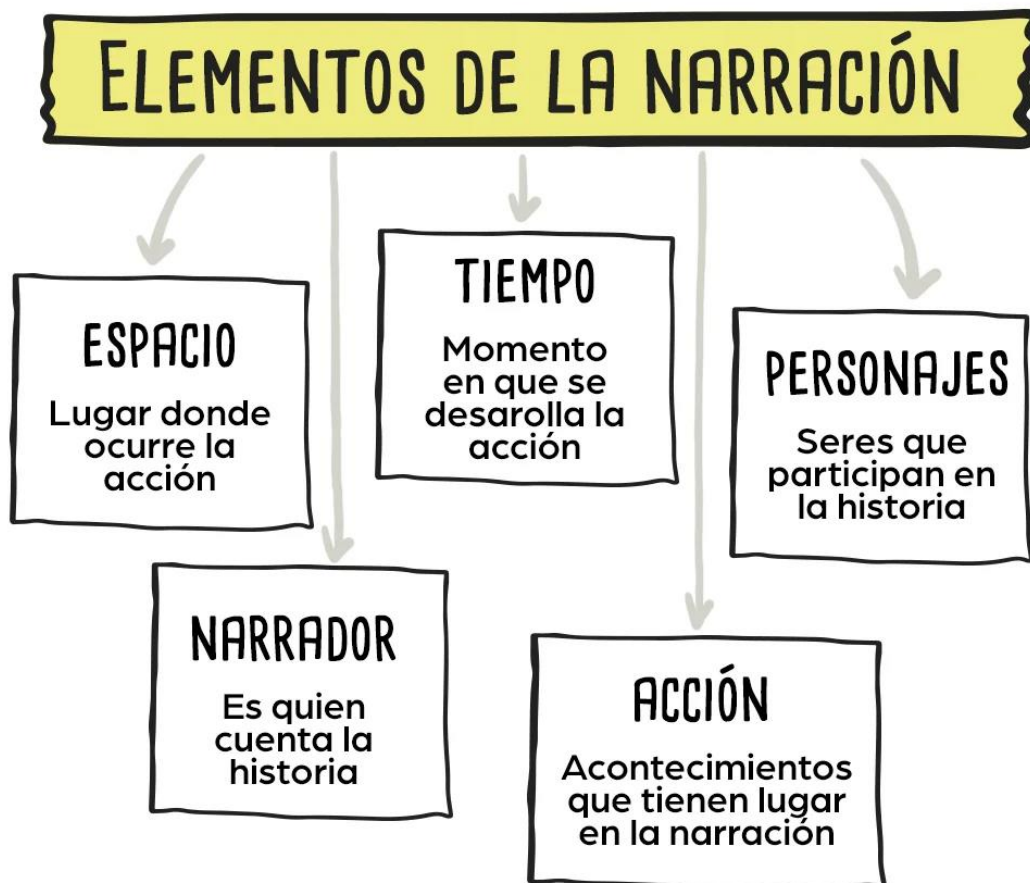 ELEMENTOS DE LA NARRACIÓN
ESPACIO
Lugar donde
ocurre la
acción
TIEMPO
Momento
en que se
desarolla la
acción
PERSONAJES
Seres que
participan en
la historia
NARRADOR
Es quien
cuenta la
historia
ACCIÓN
Acontecimientos
que tienen lugar
en la narración